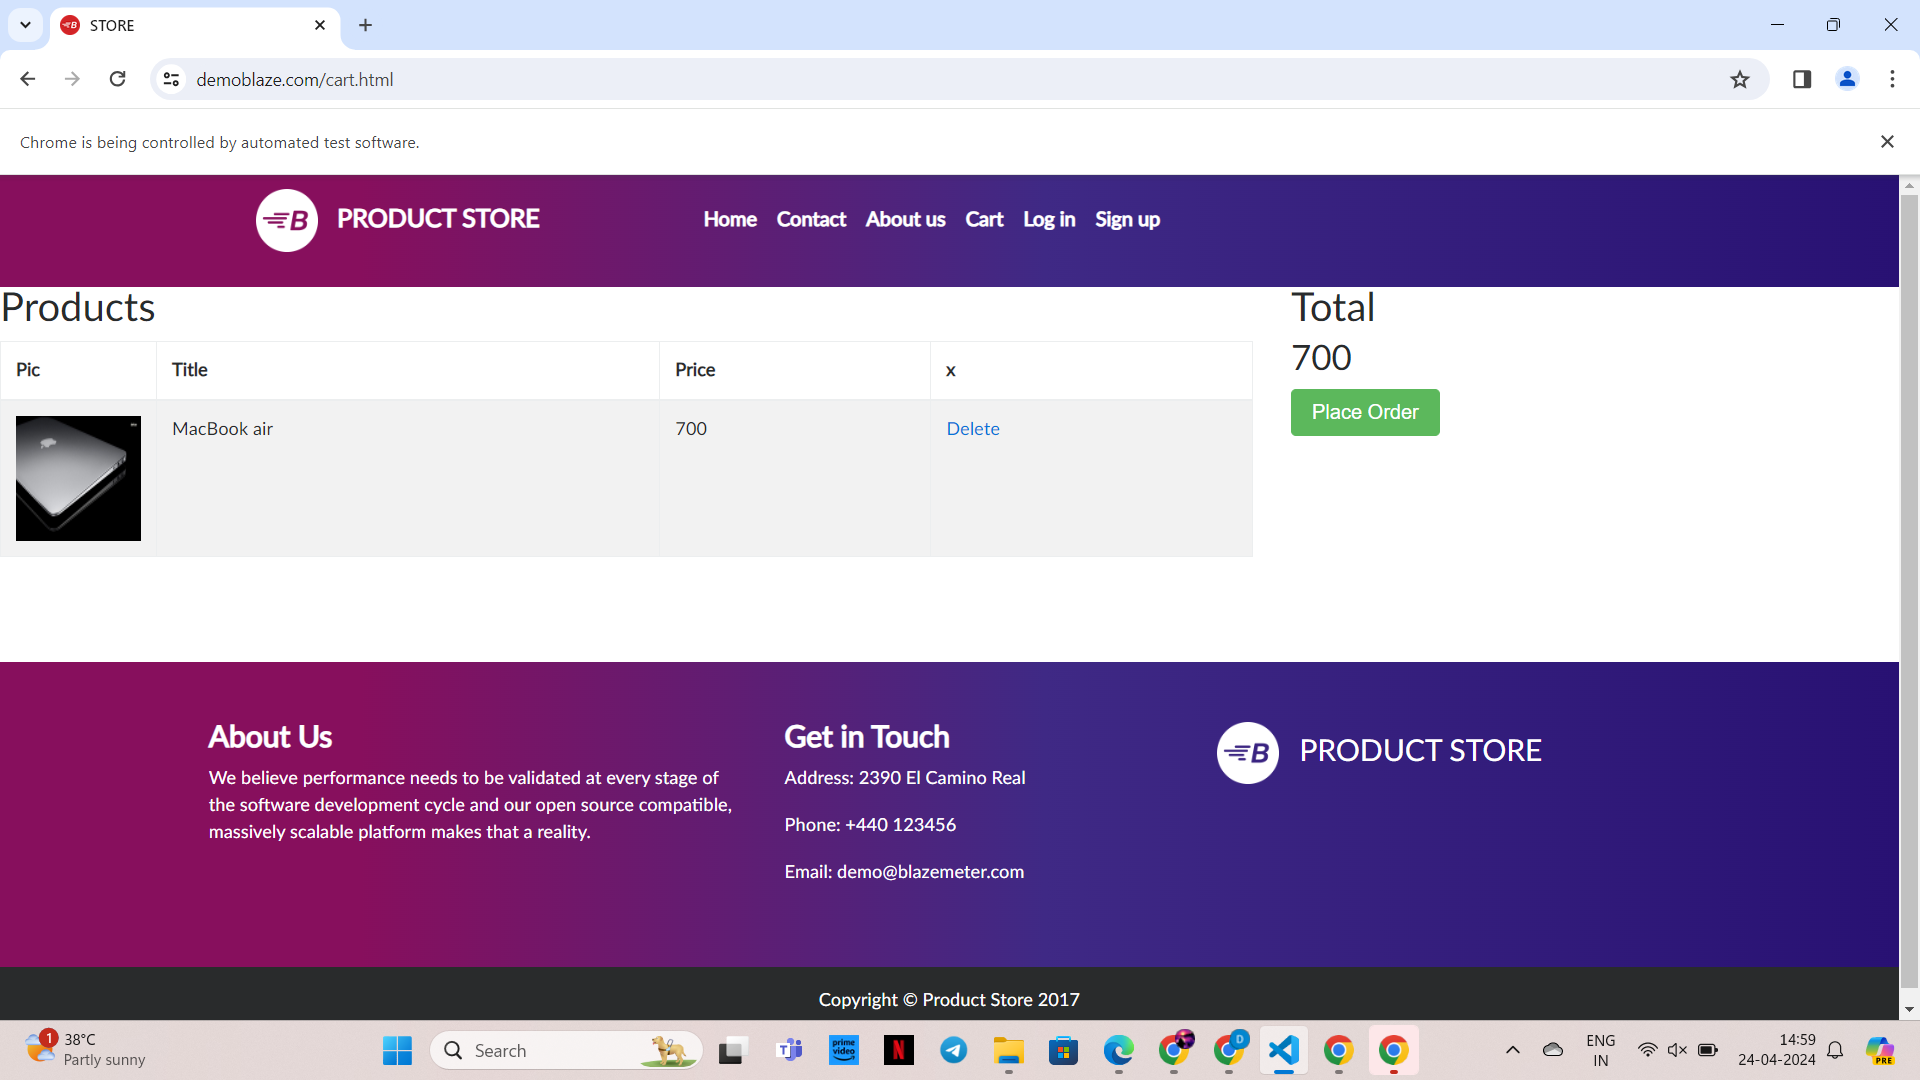 STORE
demoblaze.com/cart.html
Chrome is being controlled by automated test software.
B PRODUCT STORE Home Contact About us Cart Log in Sign up
Products
Total
700
Place Order
Pic Title Price x
MacBook air 700 Delete
About Us
We believe performance needs to be validated at every stage of
the software development cycle and our open source compatible,
massively scalable platform makes that a reality.
Get in Touch
Address: 2390 El Camino Real
Phone: +440 123456
Email: demo@blazemeter.com
B PRODUCT STORE
Copyright © Product Store 2017
1
38°C
Partly sunny
Search
T
prime video
N
D
ENG
IN
14:59
24-04-2024
PRE